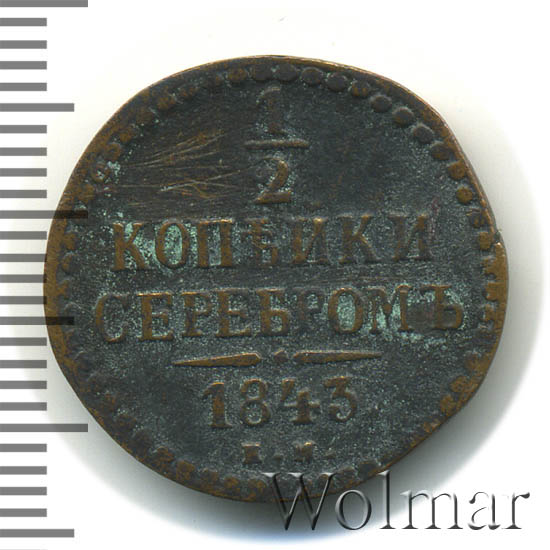 1
2
КОПѢЙКИ
СЕРЕБРОМЪ
1843
Е.М.
Wolmar